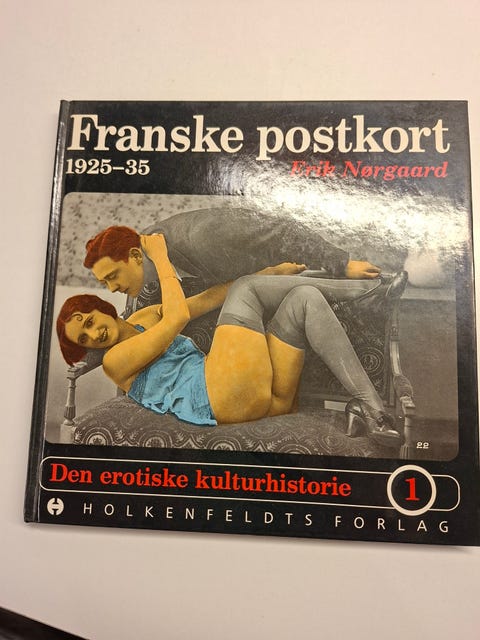 Franske postkort
1925–35
Erik Nørgaard
22
Den erotiske kulturhistorie
1
HOLKENFELDTS FORLAG